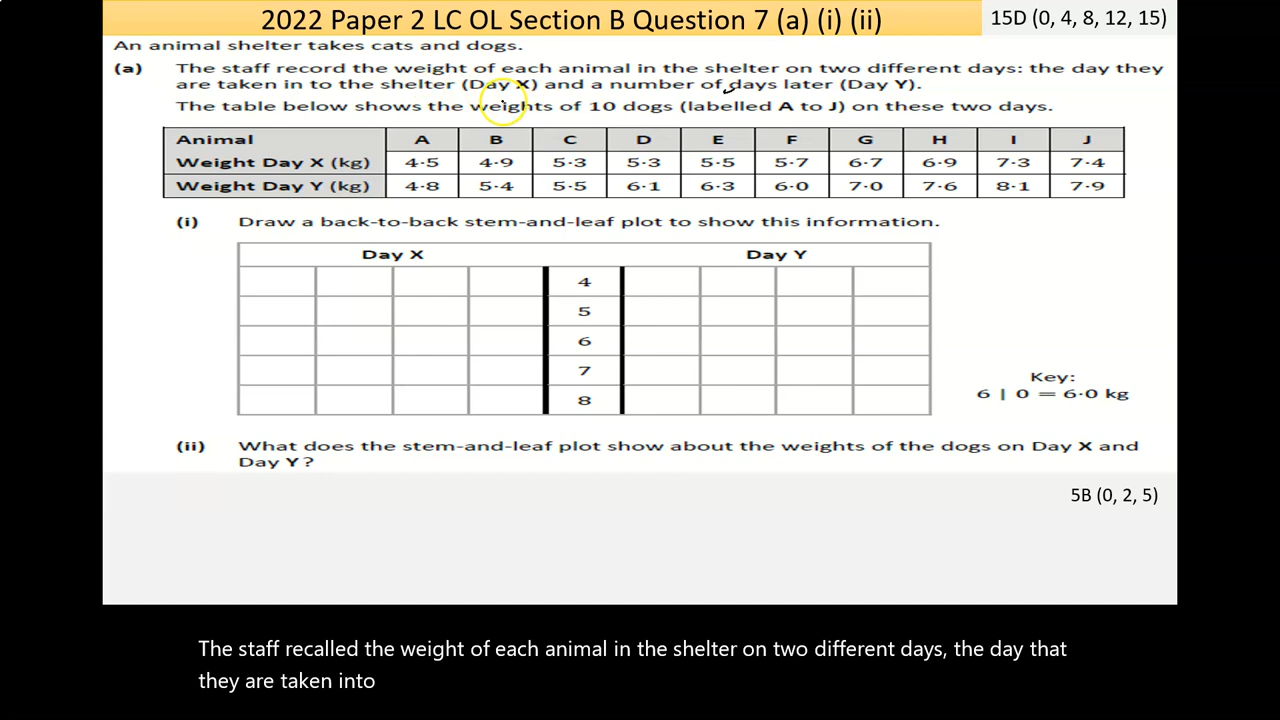 2022 Paper 2 LC OL Section B Question 7 (a) (i) (ii)
15D (0, 4, 8, 12, 15)
An animal shelter takes cats and dogs.
(a) The staff record the weight of each animal in the shelter on two different days: the day they
are taken in to the shelter (Day X) and a number of days later (Day Y).
The table below shows the weights of 10 dogs (labelled A to J) on these two days.
Animal A B C D E F G H I J
Weight Day X (kg) 4·5 4·9 5·3 5·3 5·5 5·7 6·7 6·9 7·3 7·4
Weight Day Y (kg) 4·8 5·4 5·5 6·1 6·3 6·0 7·0 7·6 8·1 7·9
(i) Draw a back-to-back stem-and-leaf plot to show this information.
Day X Day Y
4
5
6
7
8
Key:
6 | 0 = 6·0 kg
(ii) What does the stem-and-leaf plot show about the weights of the dogs on Day X and
Day Y?
5B (0, 2, 5)
The staff recalled the weight of each animal in the shelter on two different days, the day that
they are taken into